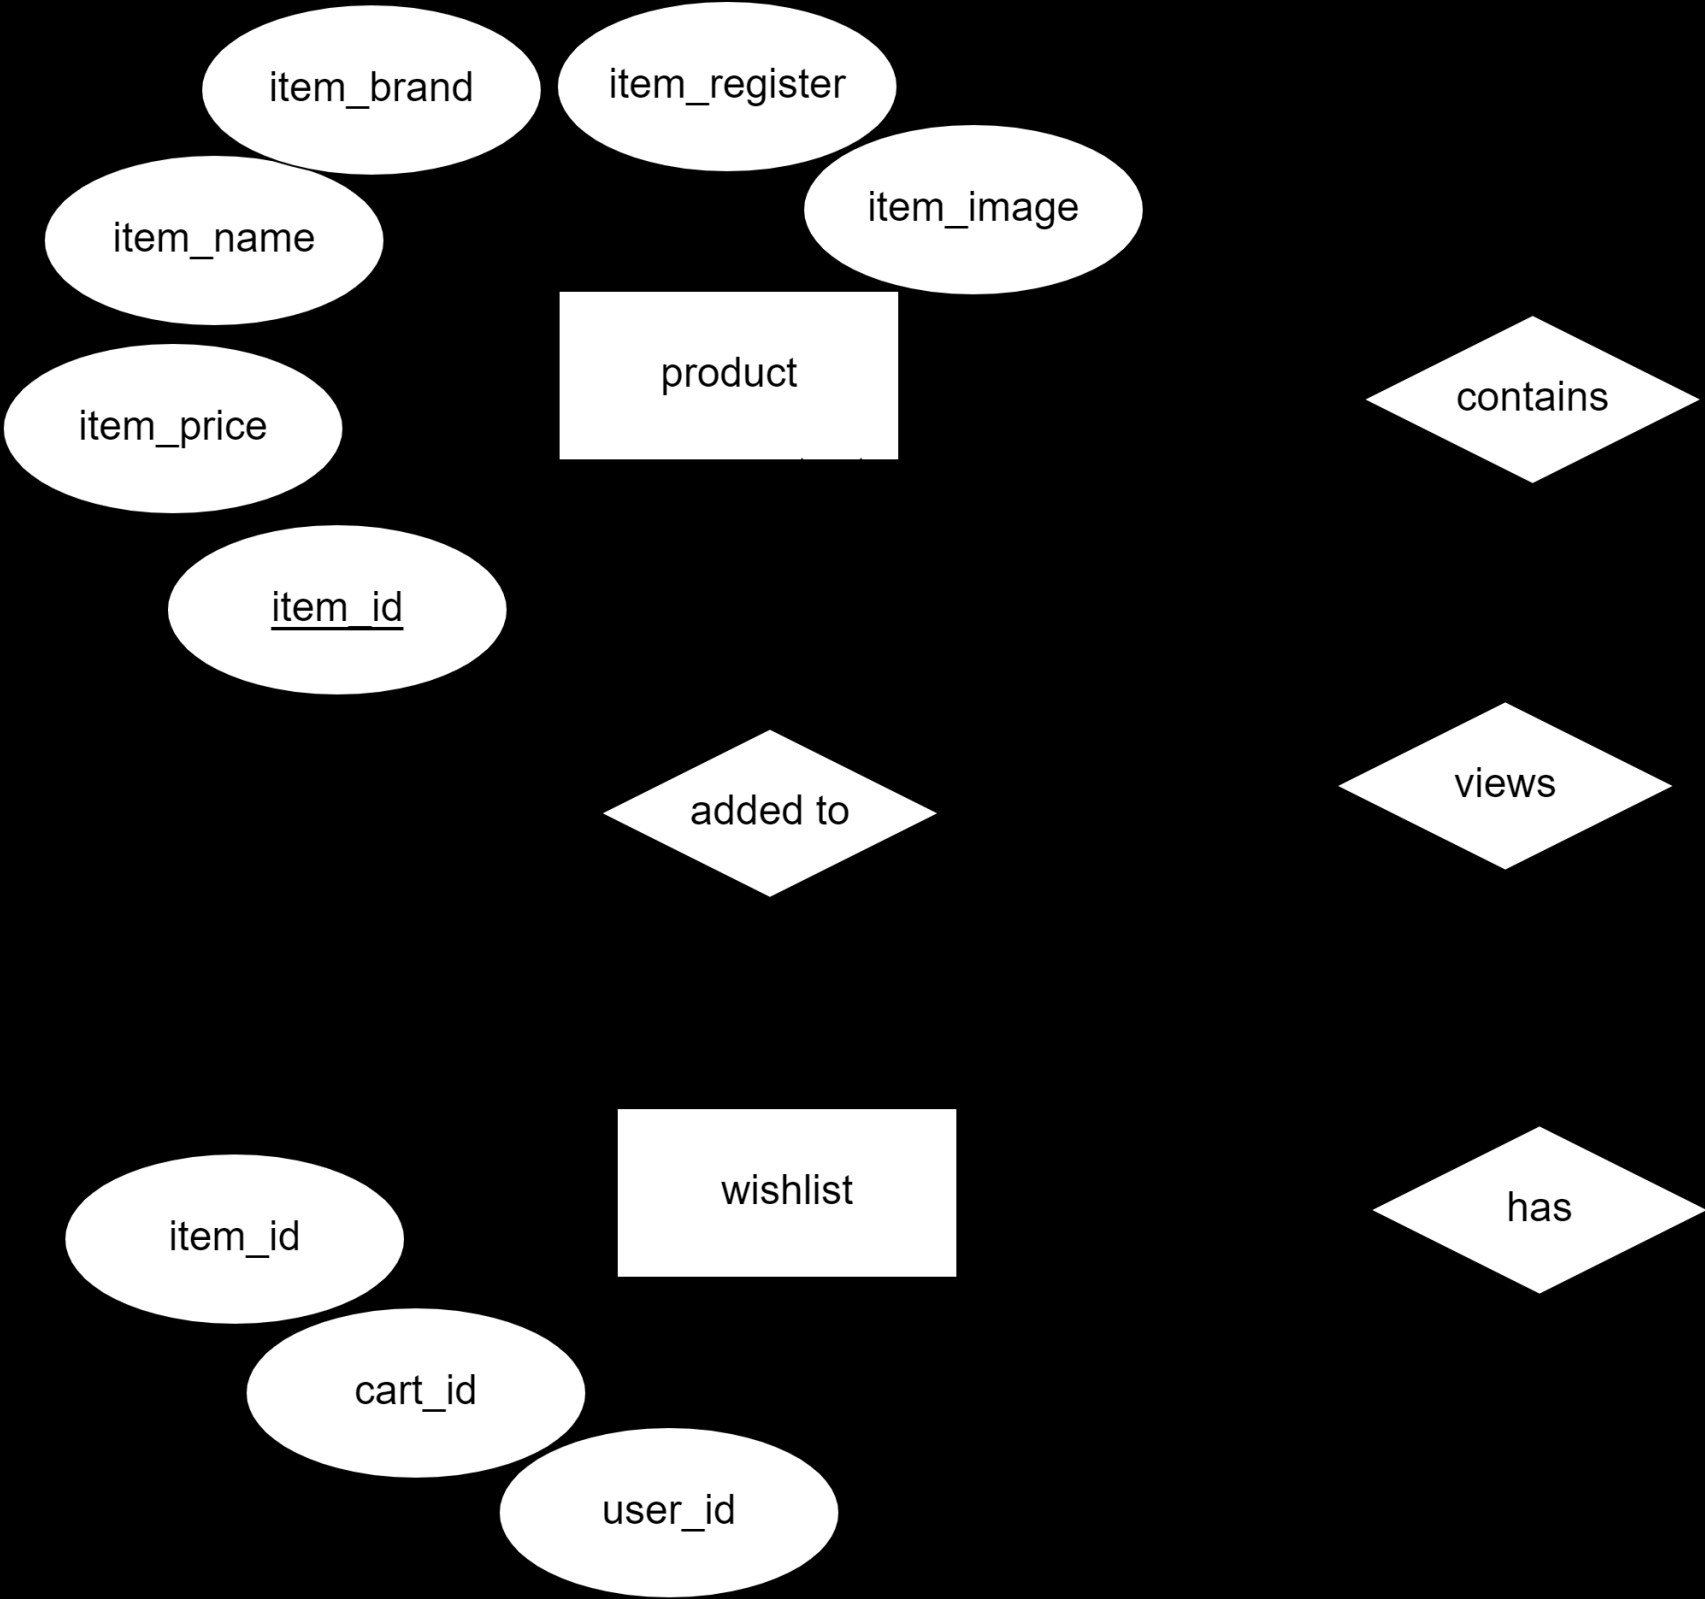 item_brand
item_register
item_name
item_image
product
contains
item_price
item_id
added to
views
wishlist
has
item_id
cart_id
user_id